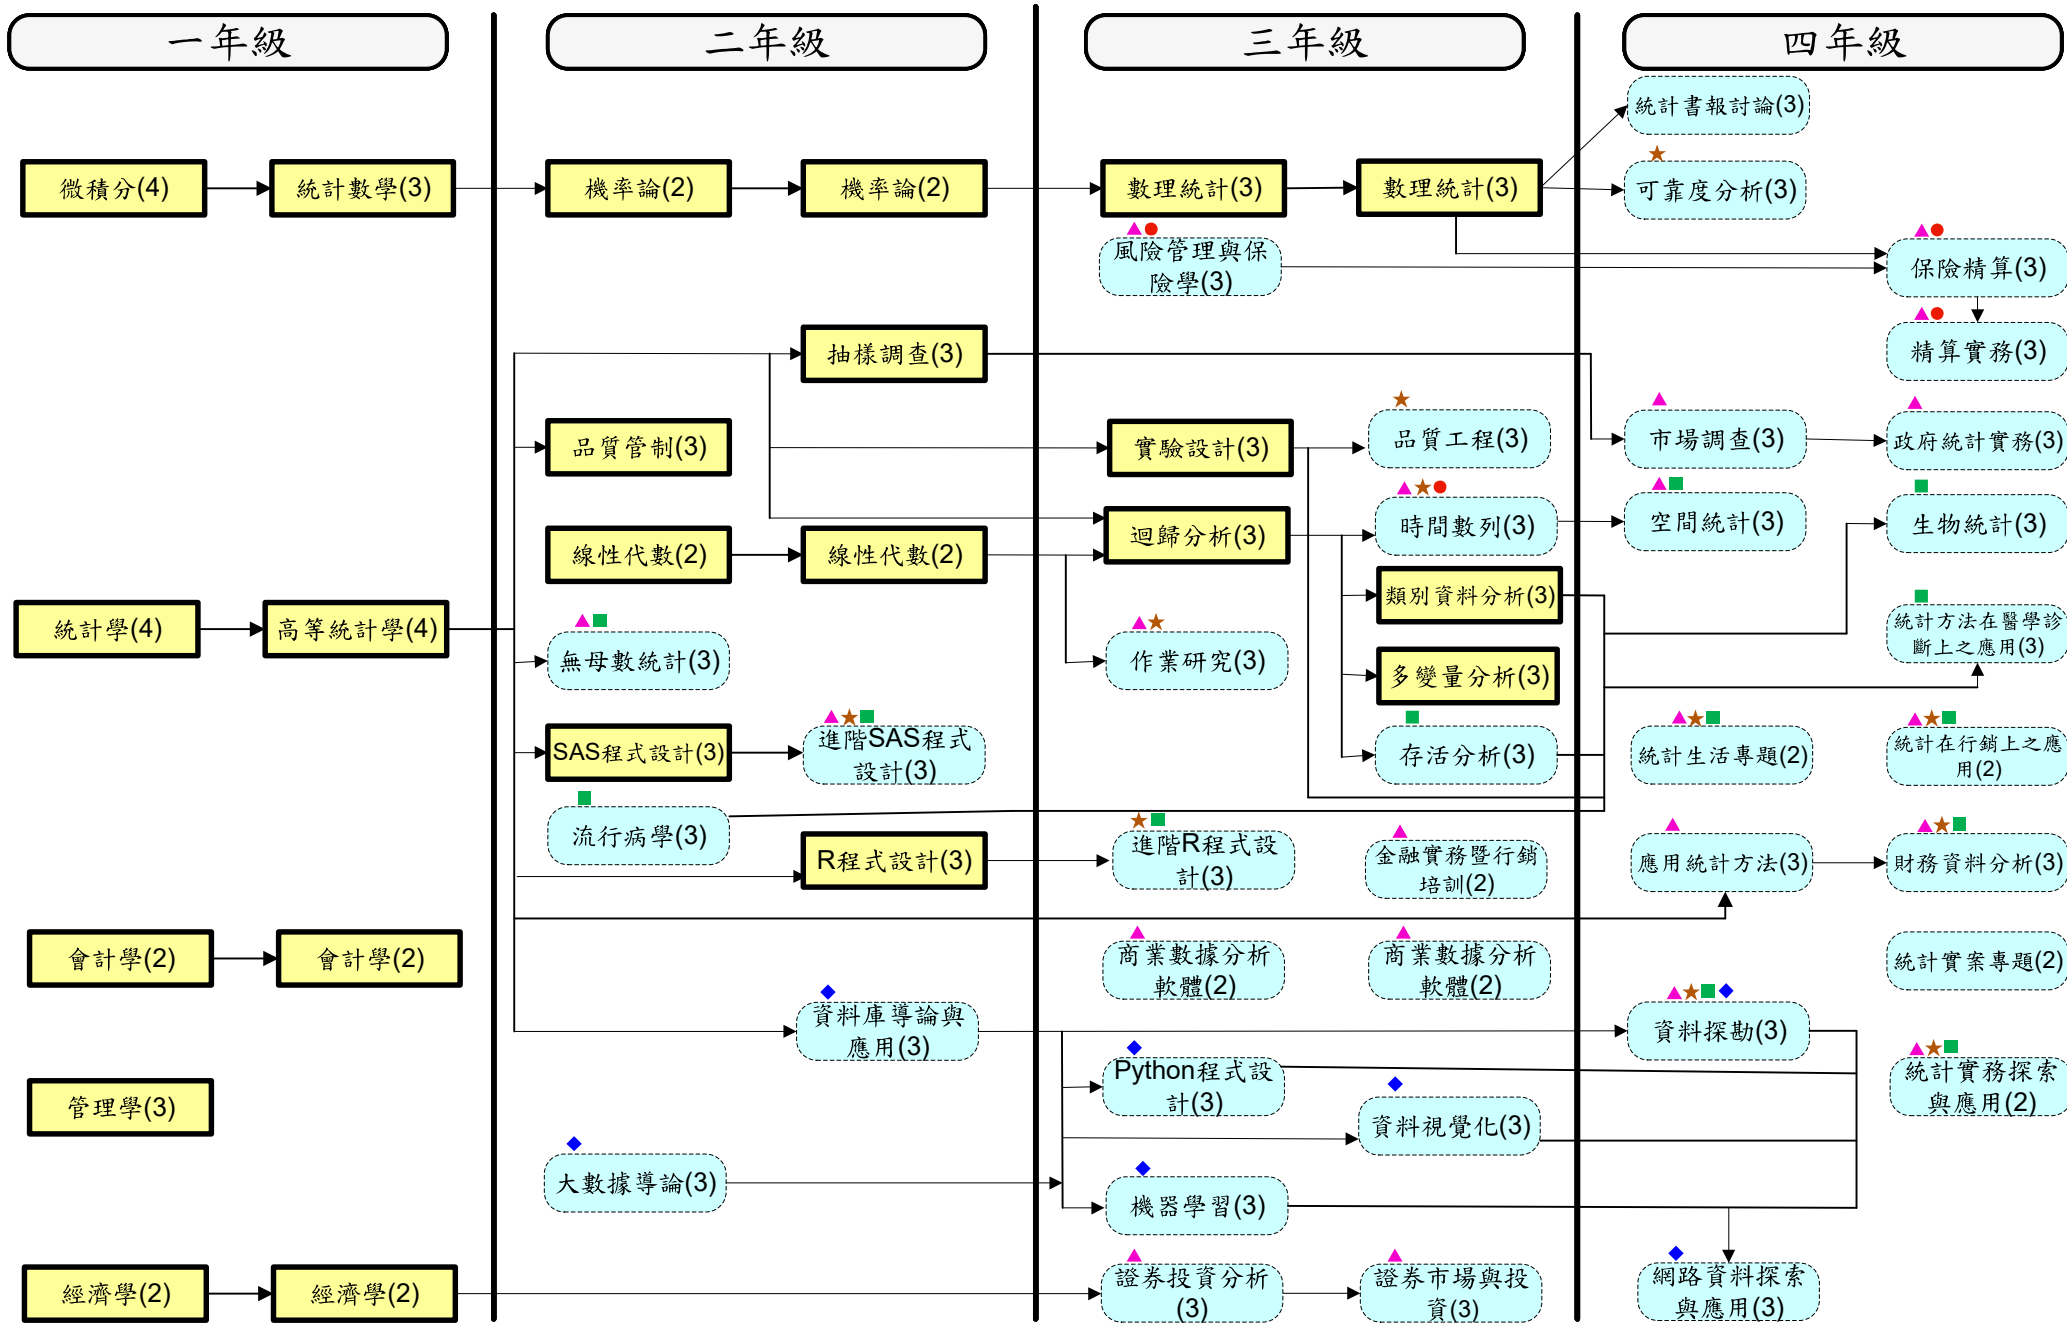 一年級
二年級
三年級
四年級
統計書報討論(3)
微積分(4)
統計數學(3)
機率論(2)
機率論(2)
數理統計(3)
數理統計(3)
可靠度分析(3)
風險管理與保
險學(3)
保險精算(3)
抽樣調查(3)
精算實務(3)
品質管制(3)
實驗設計(3)
品質工程(3)
市場調查(3)
政府統計實務(3)
線性代數(2)
線性代數(2)
迴歸分析(3)
時間數列(3)
空間統計(3)
生物統計(3)
類別資料分析(3)
統計學(4)
高等統計學(4)
無母數統計(3)
作業研究(3)
多變量分析(3)
統計方法在醫學診
斷上之應用(3)
SAS程式設計(3)
進階SAS程式
設計(3)
存活分析(3)
統計生活專題(2)
統計在行銷上之應
用(2)
流行病學(3)
R程式設計(3)
進階R程式設
計(3)
金融實務暨行銷
培訓(2)
應用統計方法(3)
財務資料分析(3)
會計學(2)
會計學(2)
商業數據分析
軟體(2)
商業數據分析
軟體(2)
統計實案專題(2)
資料庫導論與
應用(3)
資料探勘(3)
管理學(3)
Python程式設
計(3)
資料視覺化(3)
統計實務探索
與應用(2)
大數據導論(3)
機器學習(3)
經濟學(2)
經濟學(2)
證券投資分析
(3)
證券市場與投
資(3)
網路資料探索
與應用(3)